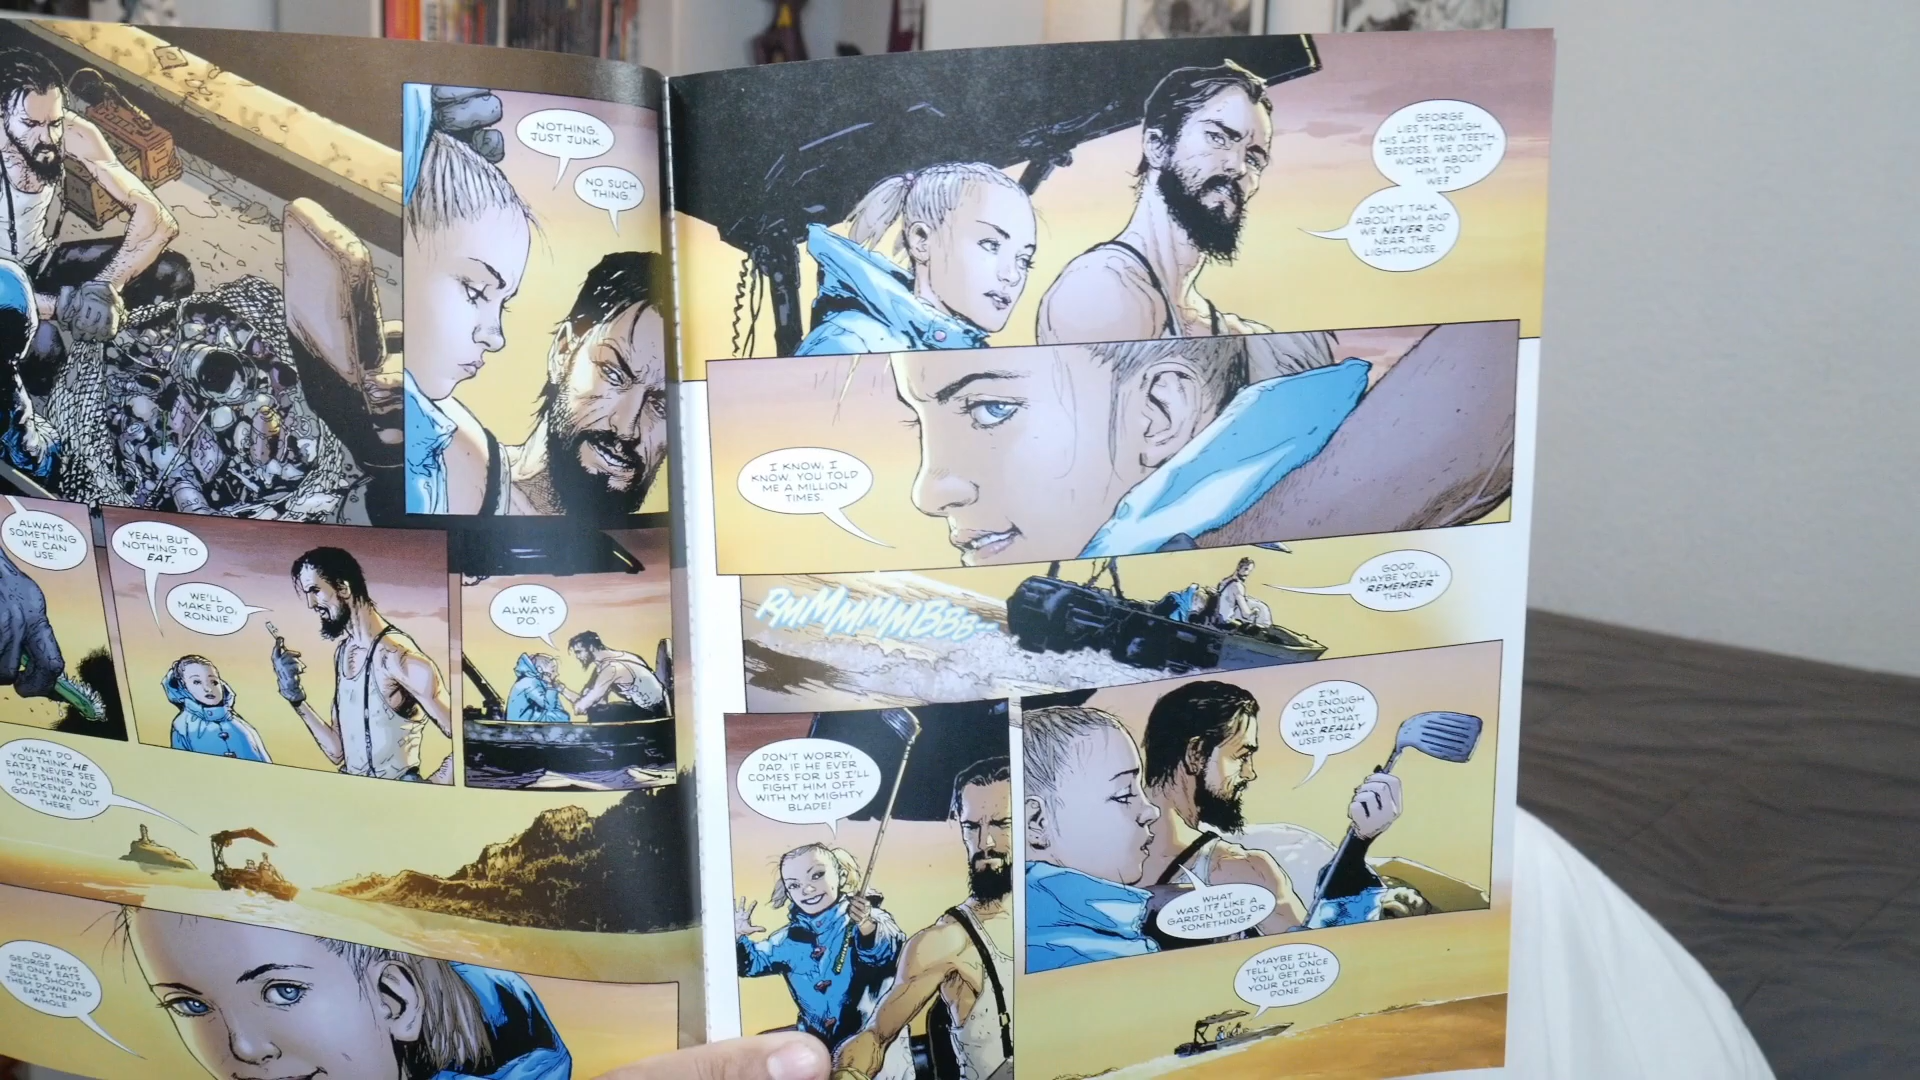 NOTHING.
JUST JUNK.
NO SUCH
THING.
ALWAYS
SOMETHING
WE CAN
USE.
YEAH, BUT
NOTHING TO
EAT.
WE'LL
MAKE DO,
RONNIE.
WE
ALWAYS
DO.
WHAT DO
YOU THINK HE
EATS? NEVER SEE
HIM FISHING. NO
CHICKENS AND
GOATS WAY OUT
THERE.
OLD
GEORGE SAYS
HE ONLY EATS
GULLS. SHOOTS
THEM DOWN AND
EATS THEM
WHOLE
GEORGE
LIES THROUGH
HIS LAST FEW TEETH.
BESIDES, WE DON'T
WORRY ABOUT
HIM, DO
WE?
DON'T TALK
ABOUT HIM AND
WE NEVER GO
NEAR THE
LIGHTHOUSE.
I KNOW, I
KNOW. YOU TOLD
ME A MILLION
TIMES.
GOOD.
MAYBE YOU'LL
REMEMBER
THEN.
RMMMMMMBBB--
DON'T WORRY,
DAD. IF HE EVER
COMES FOR US I'LL
FIGHT HIM OFF
WITH MY MIGHTY
BLADE!
I'M
OLD ENOUGH
TO KNOW
WHAT THAT
WAS REALLY
USED FOR.
WHAT
WAS IT? LIKE A
GARDEN TOOL OR
SOMETHING?
MAYBE I'LL
TELL YOU ONCE
YOU GET ALL
YOUR CHORES
DONE.